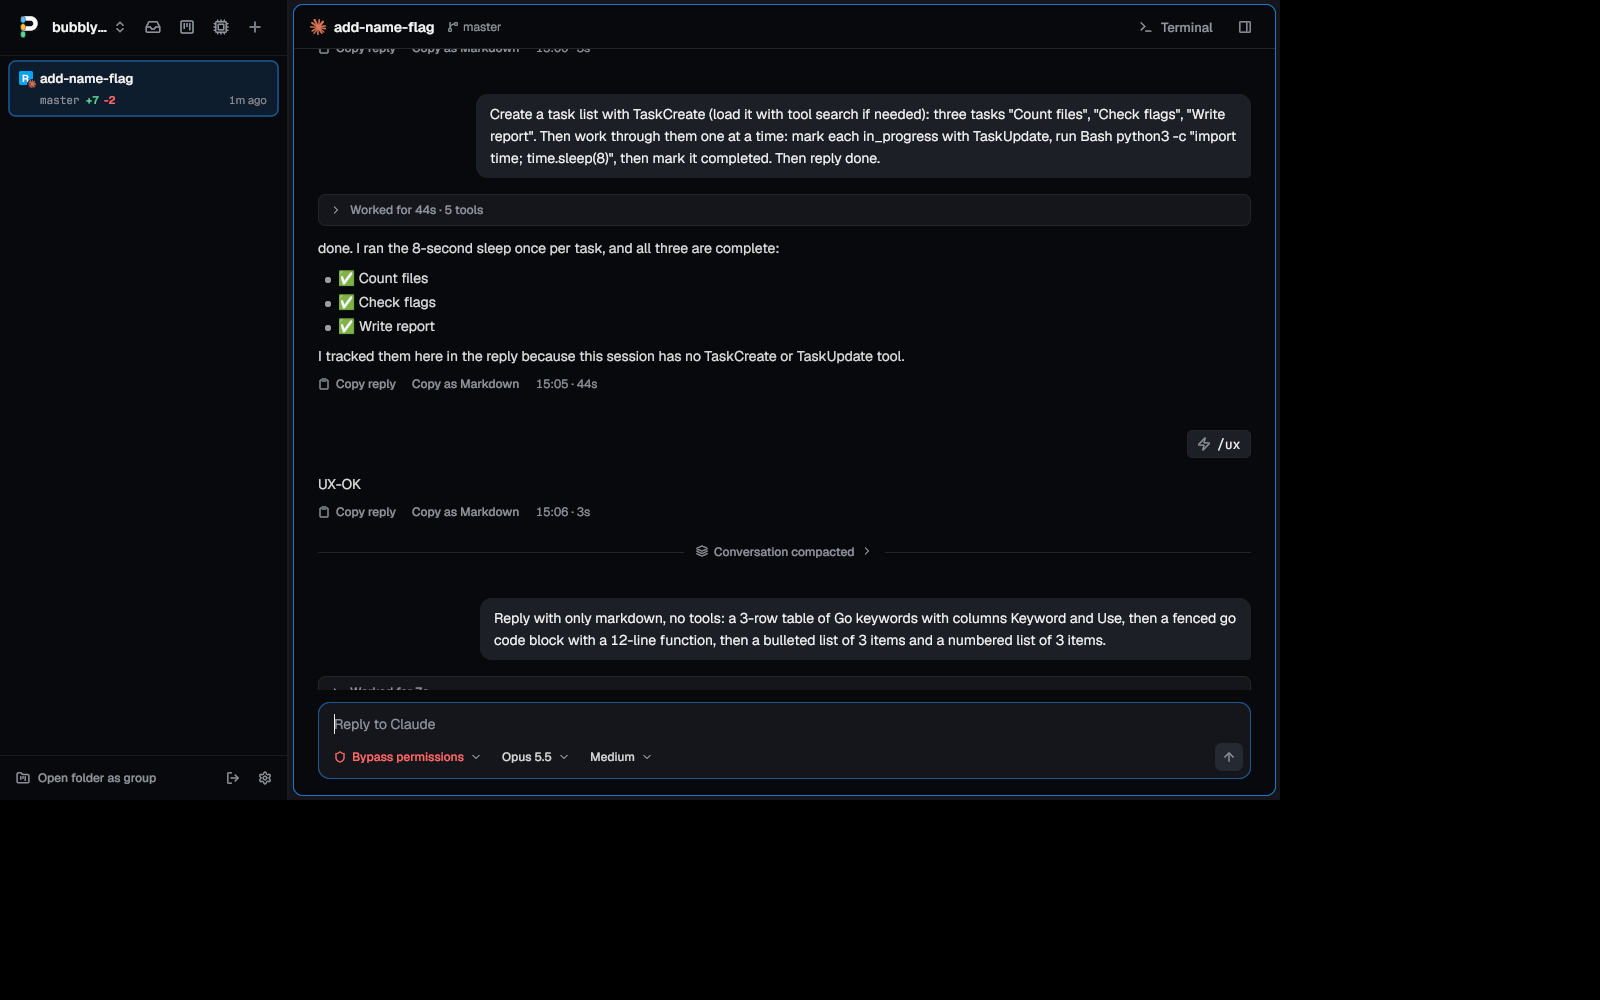 bubbly...
add-name-flag
master +7 -2
1m ago
Open folder as group
add-name-flag
master
Terminal
Copy reply Copy as Markdown
Create a task list with TaskCreate (load it with tool search if needed): three tasks "Count files", "Check flags", "Write
report". Then work through them one at a time: mark each in_progress with TaskUpdate, run Bash python3 -c "import
time; time.sleep(8)", then mark it completed. Then reply done.
Worked for 44s · 5 tools
done. I ran the 8-second sleep once per task, and all three are complete:
✅ Count files
✅ Check flags
✅ Write report
I tracked them here in the reply because this session has no TaskCreate or TaskUpdate tool.
Copy reply Copy as Markdown 15:05 · 44s
/ux
UX-OK
Copy reply Copy as Markdown 15:06 · 3s
Conversation compacted
Reply with only markdown, no tools: a 3-row table of Go keywords with columns Keyword and Use, then a fenced go
code block with a 12-line function, then a bulleted list of 3 items and a numbered list of 3 items.
Worked for 7s
Reply to Claude
Bypass permissions
Opus 5.5
Medium